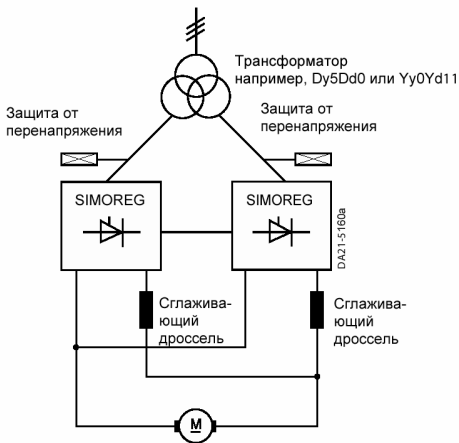 Трансформатор
например, Dy5Dd0 или Yy0Yd11
Защита от
перенапряжения
Защита от
перенапряжения
SIMOREG
SIMOREG
DA21-5160a
Сглажива-
ющий
дроссель
Сглажива-
ющий
дроссель
M